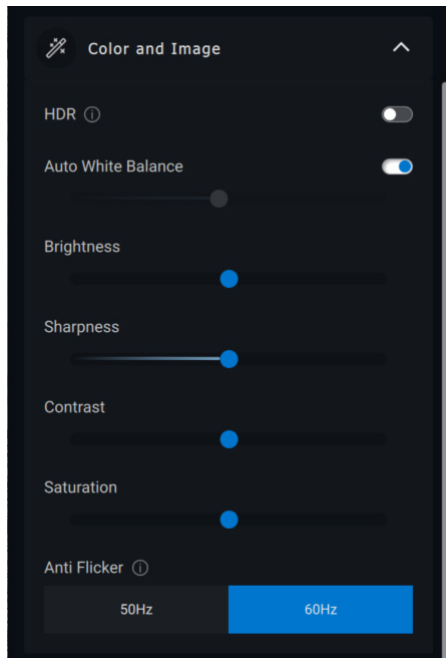 Color and Image
HDR
Auto White Balance
Brightness
Sharpness
Contrast
Saturation
Anti Flicker
50Hz 60Hz